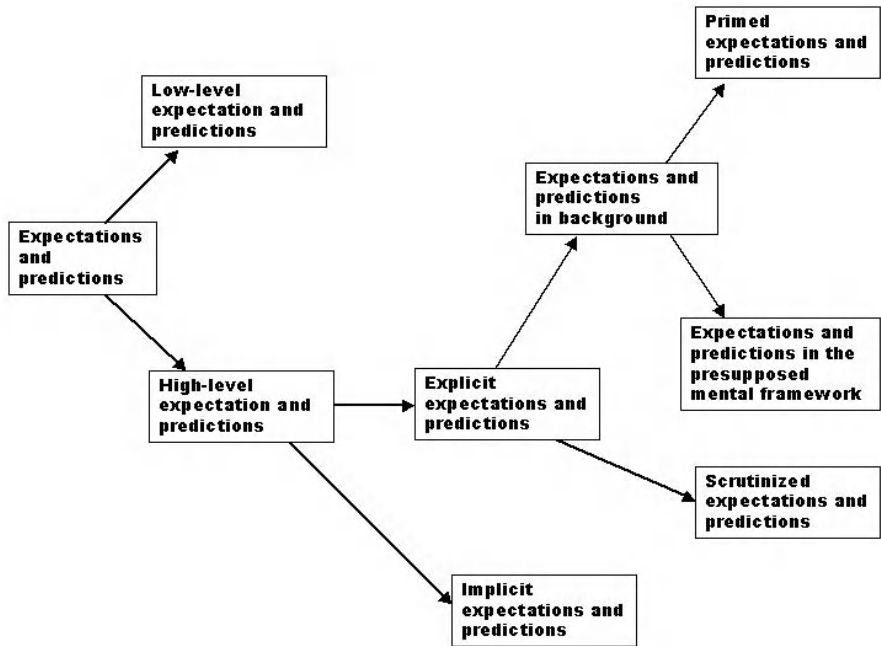 Primed
expectations and
predictions
Low-level
expectation and
predictions
Expectations and
predictions
in background
Expectations
and
predictions
Expectations and
predictions in the
presupposed
mental framework
High-level
expectation and
predictions
Explicit
expectations and
predictions
Scrutinized
expectations and
predictions
Implicit
expectations and
predictions